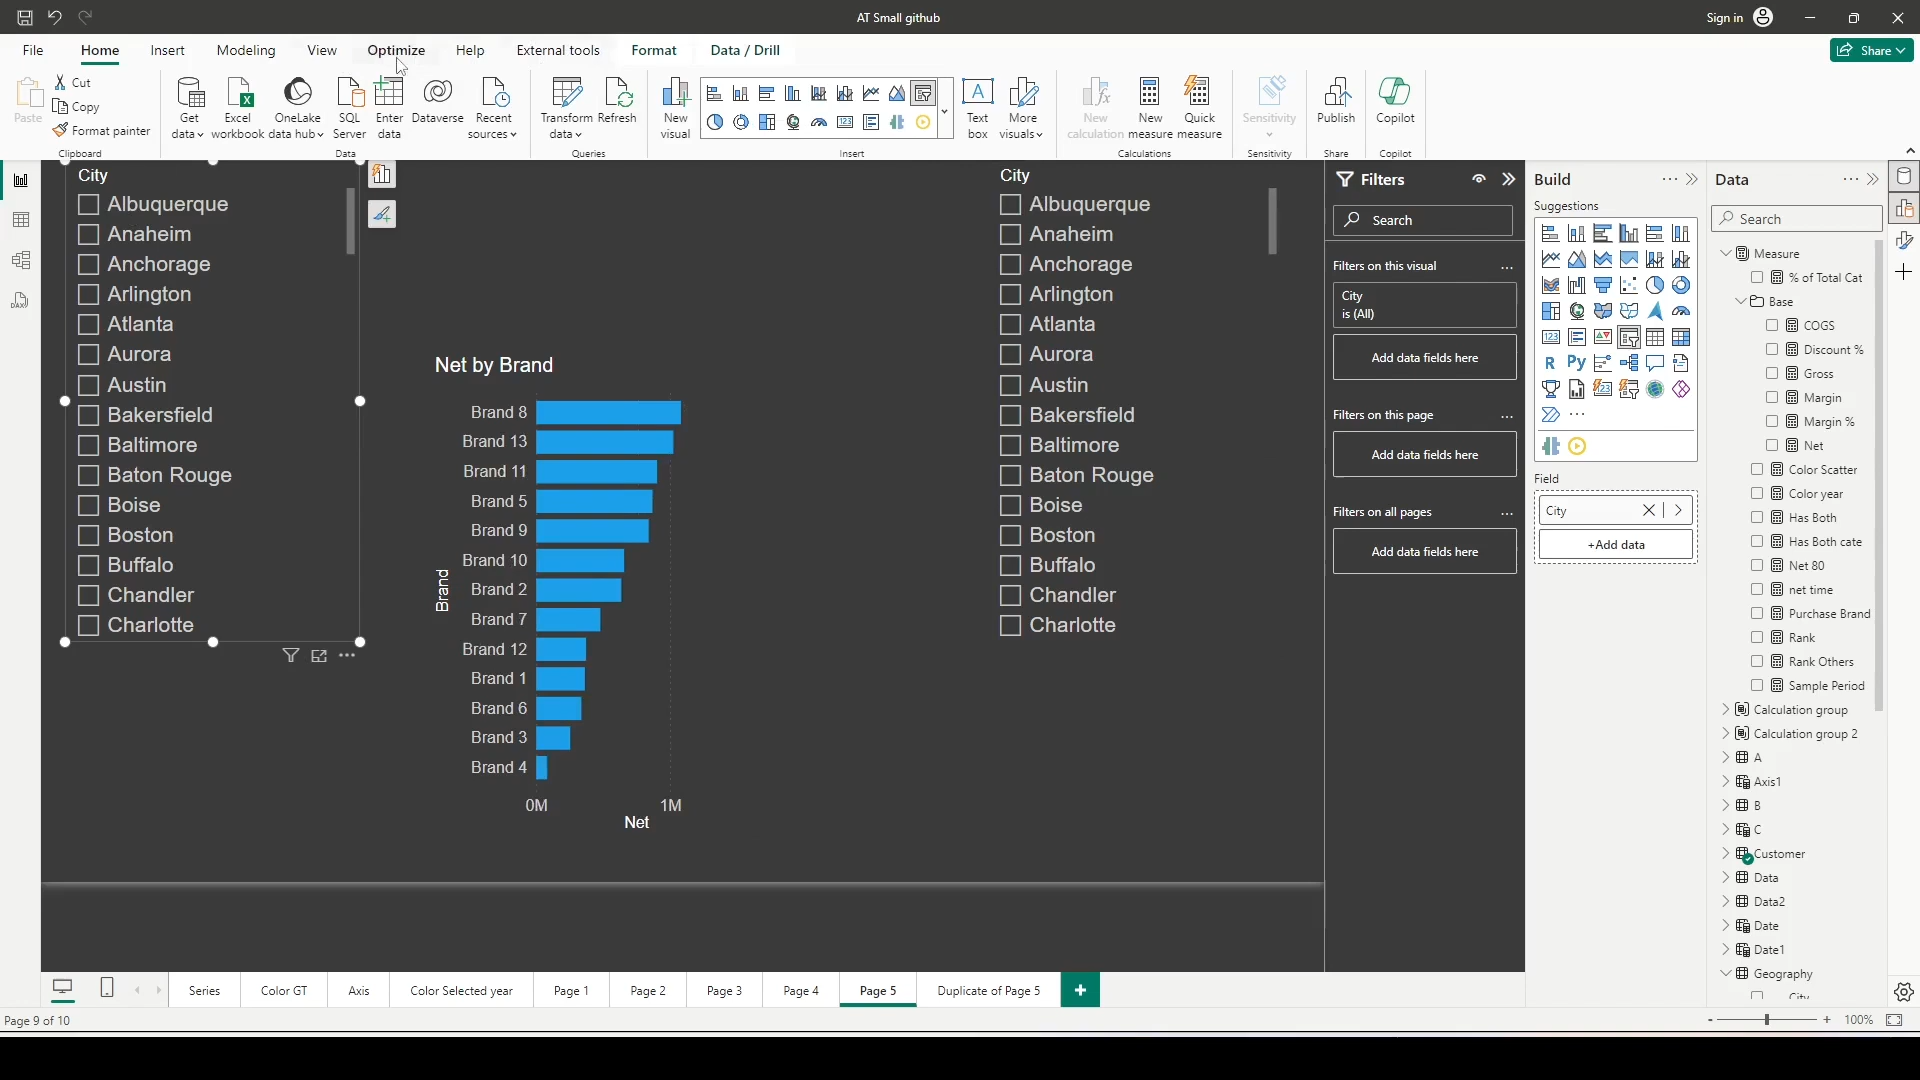 AT Small github
Sign in
File
Home
Insert
Modeling
View
Optimize
Help
External tools
Format
Data / Drill
Share
Paste
Cut
Copy
Format painter
Clipboard
Get data
Excel workbook
OneLake data hub
SQL Server
Enter data
Dataverse
Recent sources
Data
Transform data
Refresh
Queries
New visual
Text box
More visuals
Insert
New calculation
New measure
Quick measure
Calculations
Sensitivity
Sensitivity
Publish
Share
Copilot
Copilot
City
Albuquerque
Anaheim
Anchorage
Arlington
Atlanta
Aurora
Austin
Bakersfield
Baltimore
Baton Rouge
Boise
Boston
Buffalo
Chandler
Charlotte
Net by Brand
Brand
Brand 8
Brand 13
Brand 11
Brand 5
Brand 9
Brand 10
Brand 2
Brand 7
Brand 12
Brand 1
Brand 6
Brand 3
Brand 4
0M
1M
Net
City
Albuquerque
Anaheim
Anchorage
Arlington
Atlanta
Aurora
Austin
Bakersfield
Baltimore
Baton Rouge
Boise
Boston
Buffalo
Chandler
Charlotte
Filters
Search
Filters on this visual
City
is (All)
Add data fields here
Filters on this page
Add data fields here
Filters on all pages
Add data fields here
Build
Suggestions
123
R
Py
123
Field
City
+Add data
Data
Search
Measure
% of Total Cat
Base
COGS
Discount %
Gross
Margin
Margin %
Net
Color Scatter
Color year
Has Both
Has Both cate
Net 80
net time
Purchase Brand
Rank
Rank Others
Sample Period
Calculation group
Calculation group 2
A
Axis1
B
C
Customer
Data
Data2
Date
Date1
Geography
City
Series
Color GT
Axis
Color Selected year
Page 1
Page 2
Page 3
Page 4
Page 5
Duplicate of Page 5
Page 9 of 10
100%